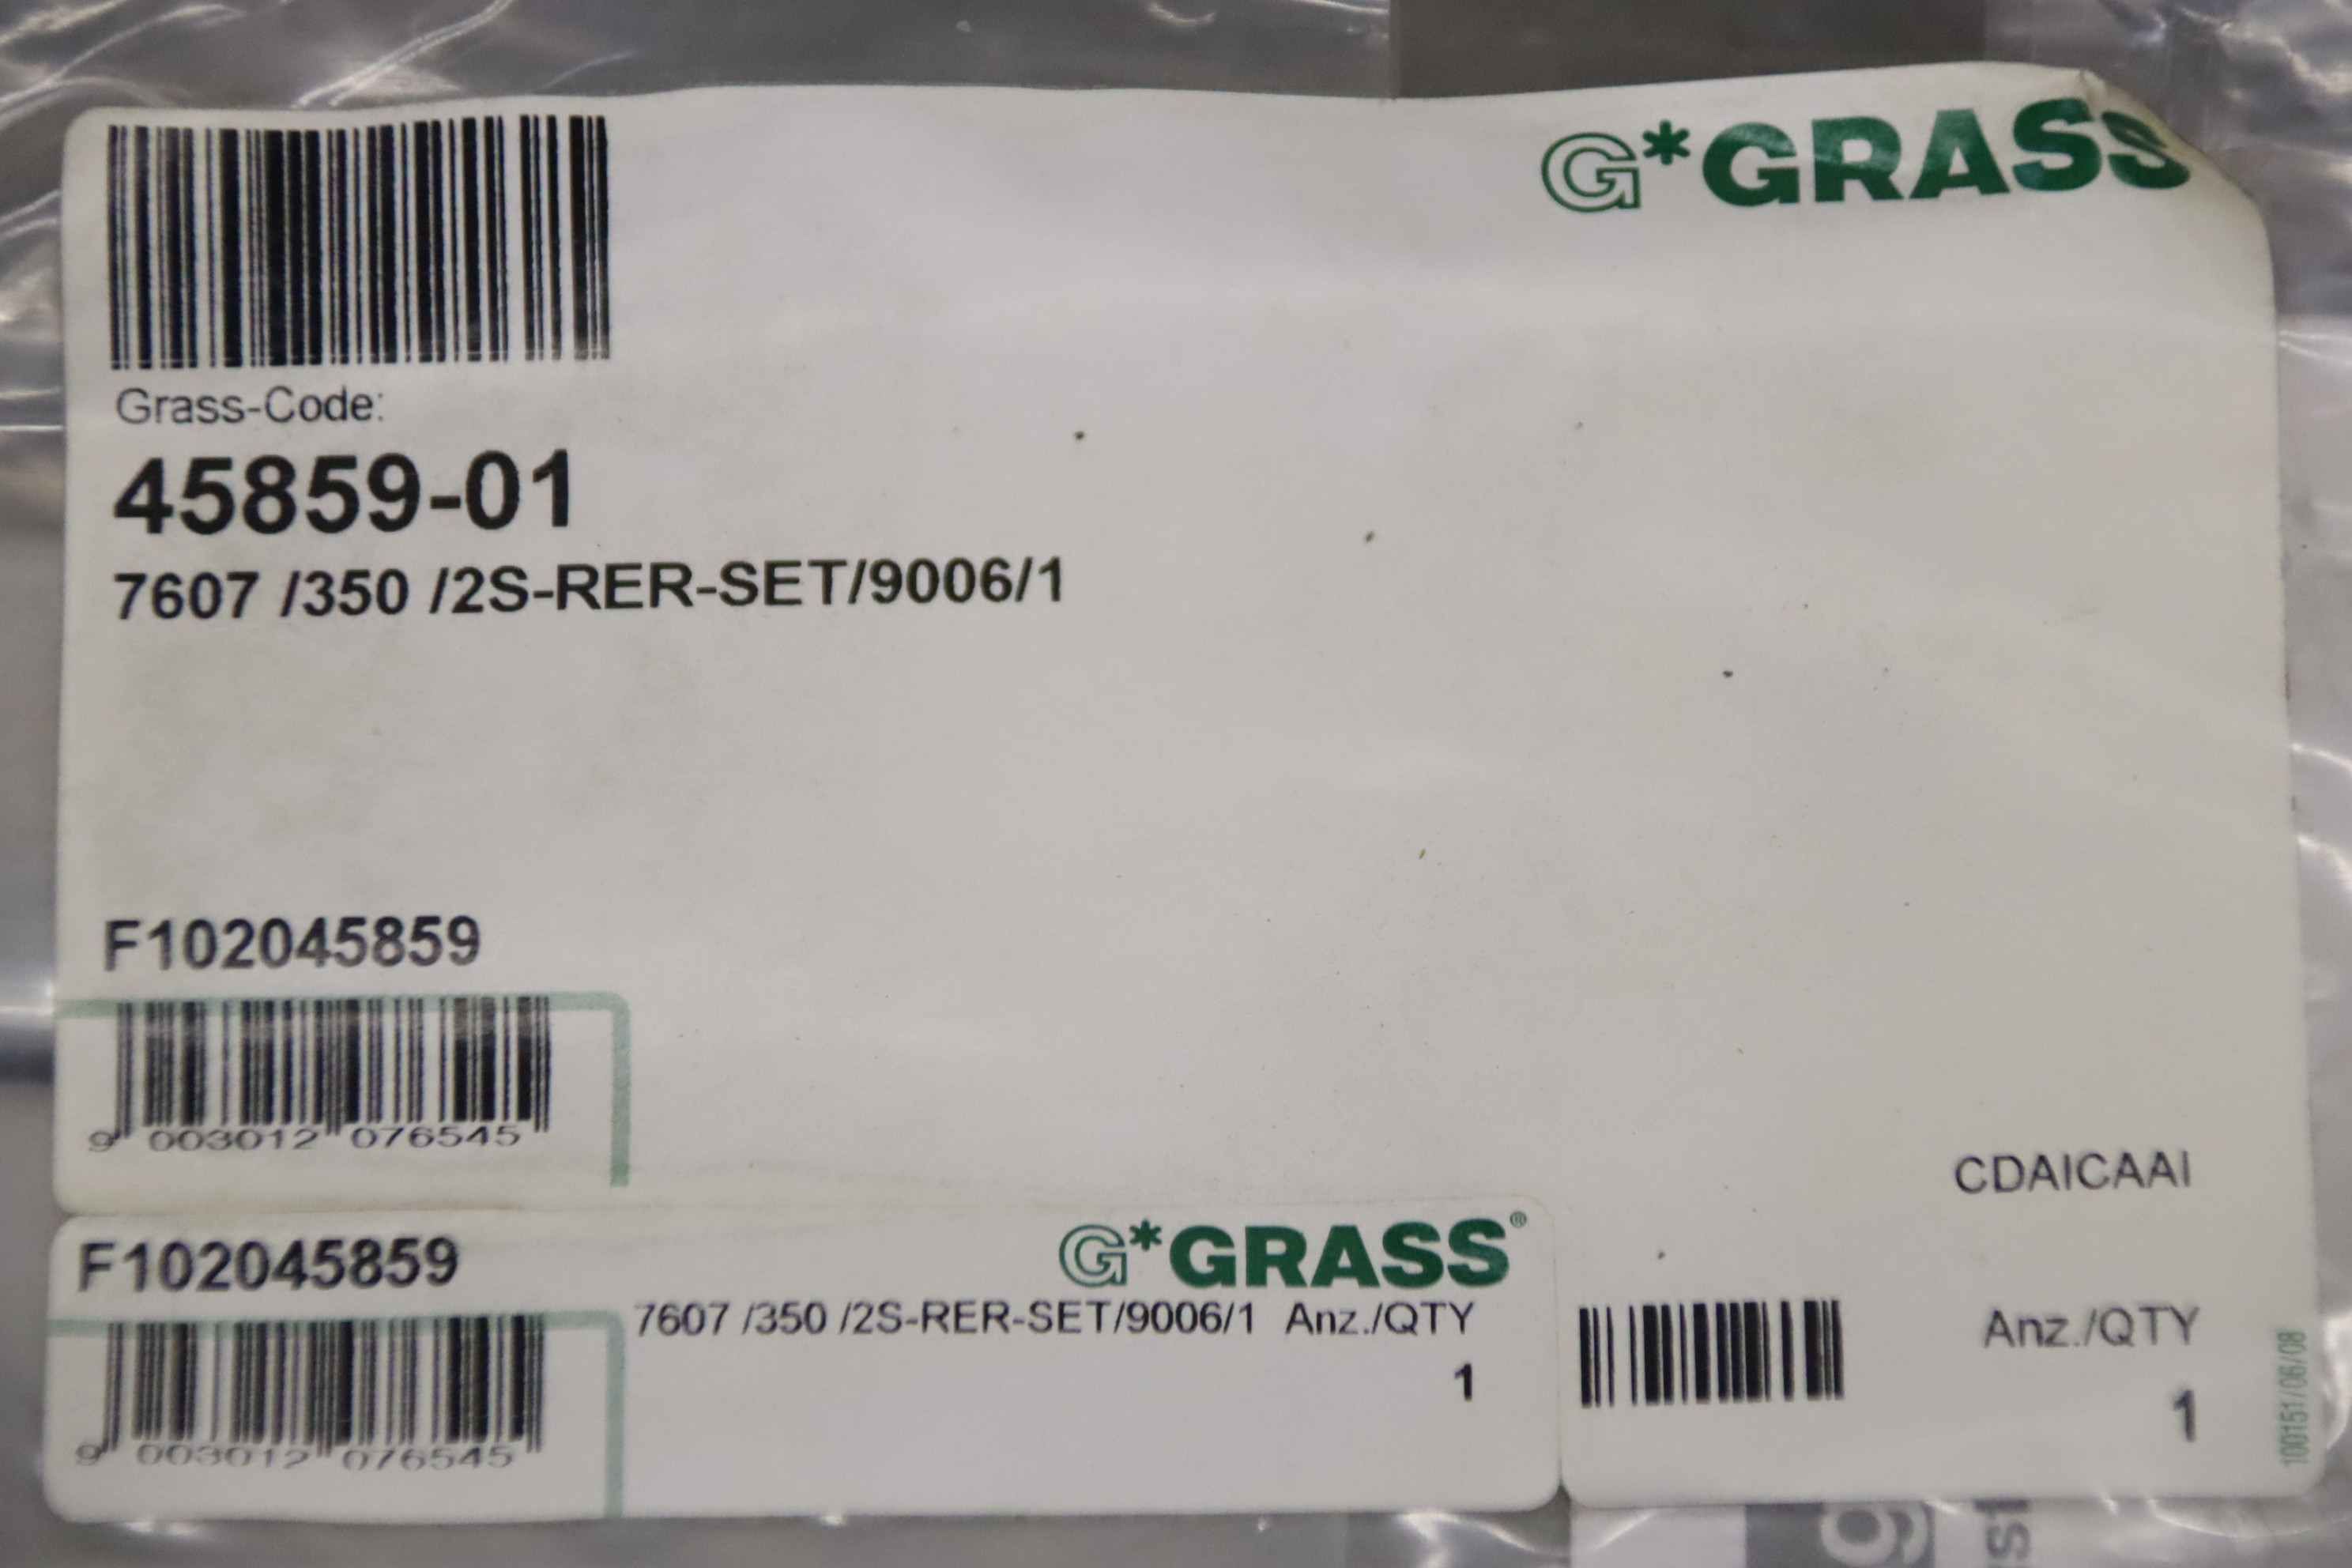 G*GRASS
Grass-Code:
45859-01
7607 /350 /2S-RER-SET/9006/1
F102045859
9 003012 076545
CDAICAAI
F102045859
G*GRASS®
7607 /350 /2S-RER-SET/9006/1 Anz./QTY
1
9 003012 076545
Anz./QTY
1
100151/06/08